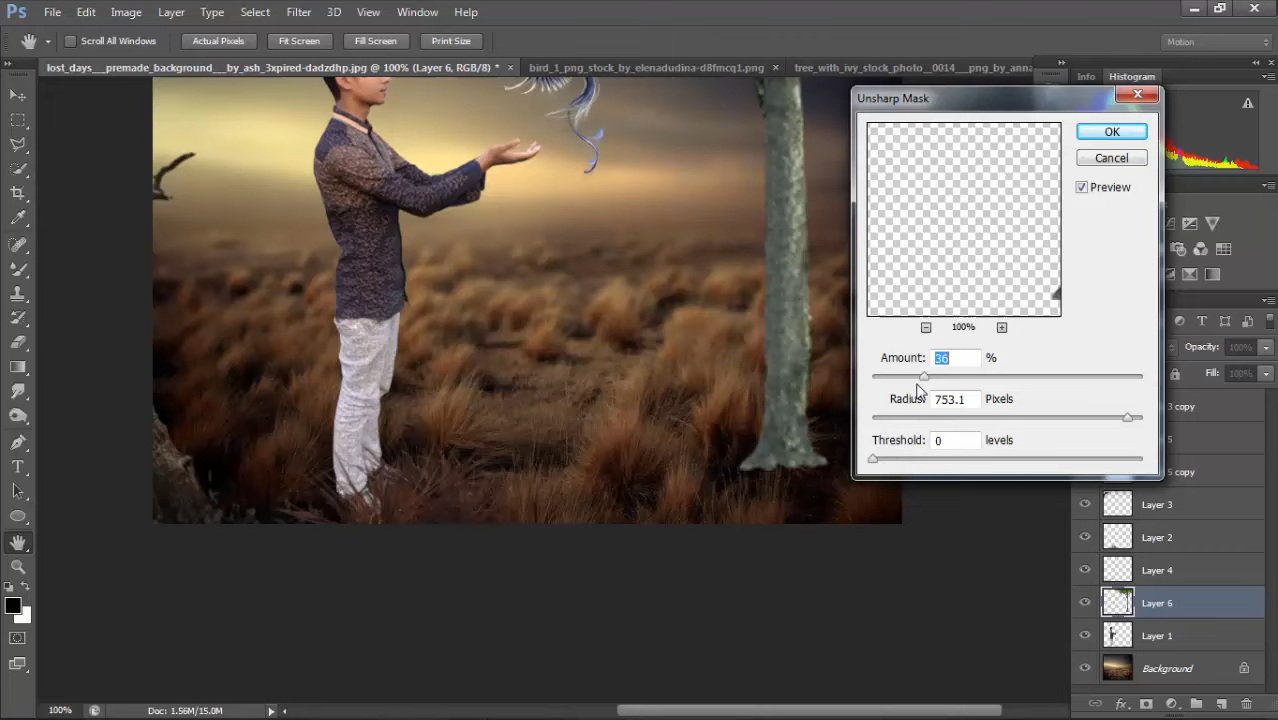 Ps File Edit Image Layer Type Select Filter 3D View Window Help
Scroll All Windows Actual Pixels Fit Screen Fill Screen Print Size Motion
lost_days___premade_background___by_ash_3xpired-dadzdhp.jpg @ 100% (Layer 6, RGB/8) * × bird_1_png_stock_by_elenadudina-d8fmcq1.png × tree_with_ivy_stock_photo__0014___png_by_anna
Info Histogram
Unsharp Mask
OK
Cancel
Preview
100%
Amount: 36 %
Radius: 753.1 Pixels
Threshold: 0 levels
Opacity: 100%
Fill: 100%
3 copy
5
5 copy
Layer 3
Layer 2
Layer 4
Layer 6
Layer 1
Background
100% Doc: 1.56M/15.0M